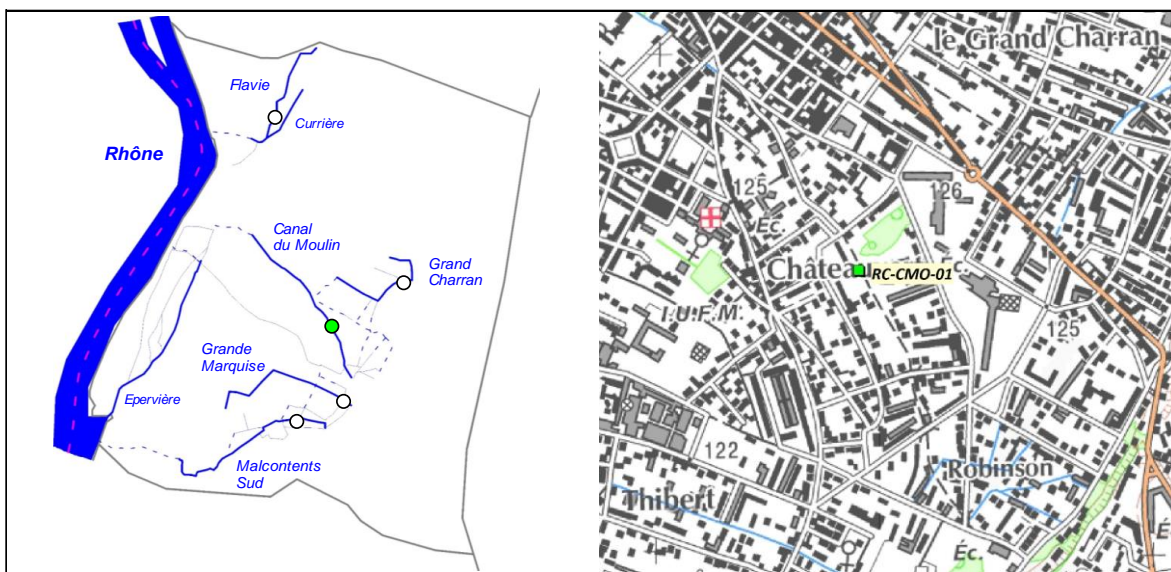 Flavie
Currière
Rhône
Canal
du Moulin
Grand
Charran
Grande
Marquise
Epervière
Malcontents
Sud
le Grand Charran
125
126
Éc.
Château
RC-CMO-01
I.U.F.M.
125
122
Robinson
Thibert
Éc.
E